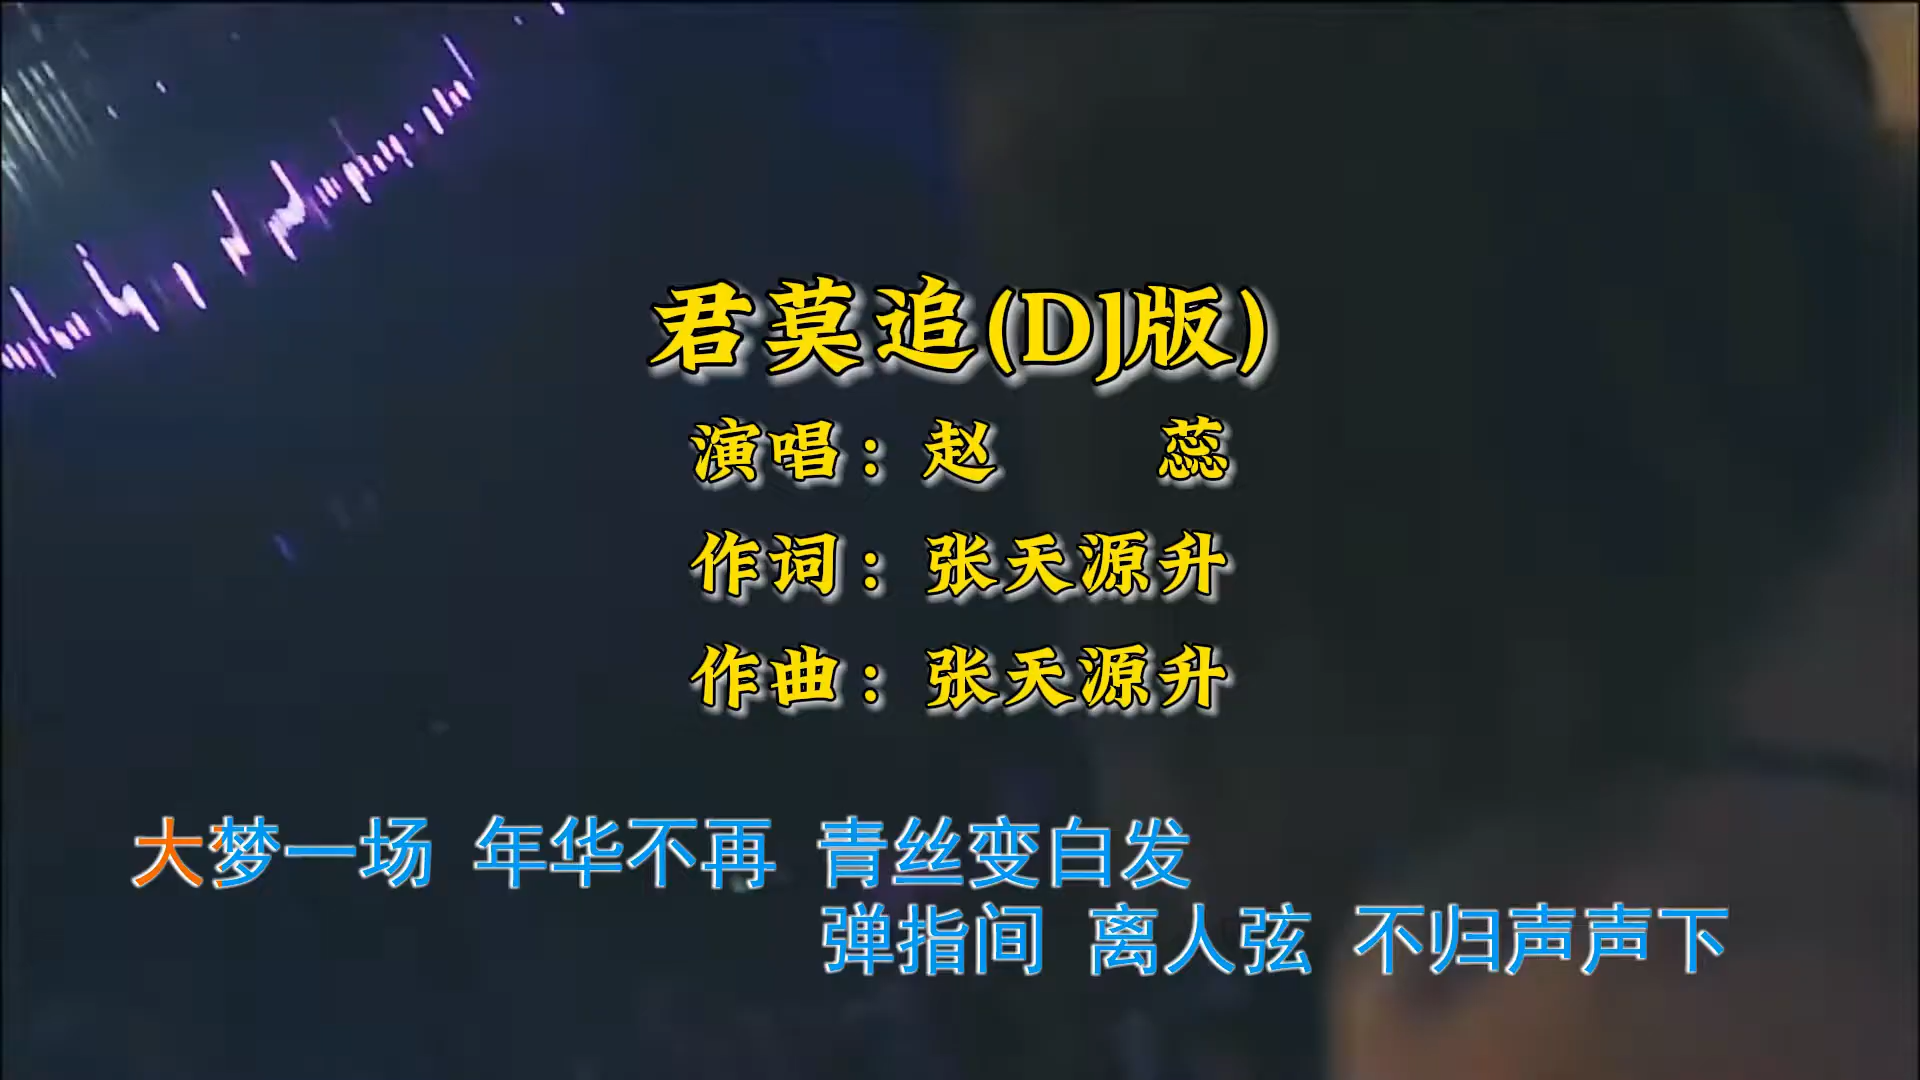 君莫追(DJ版)
演唱：赵 蕊
作词：张天源升
作曲：张天源升
大梦一场 年华不再 青丝变白发
弹指间 离人弦 不归声声下